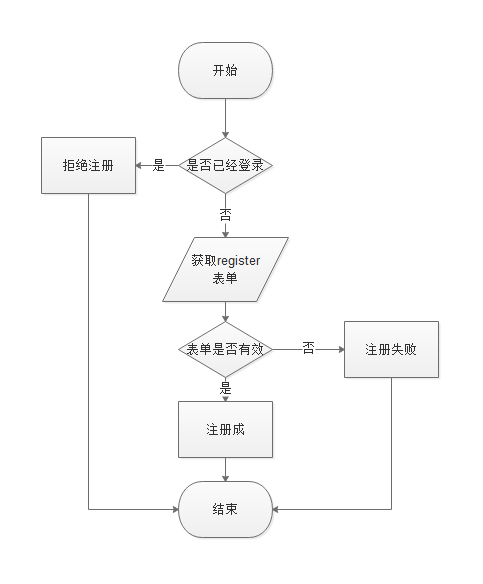 开始
是否已经登录
是
拒绝注册
否
获取register
表单
表单是否有效
否
注册失败
是
注册成
结束